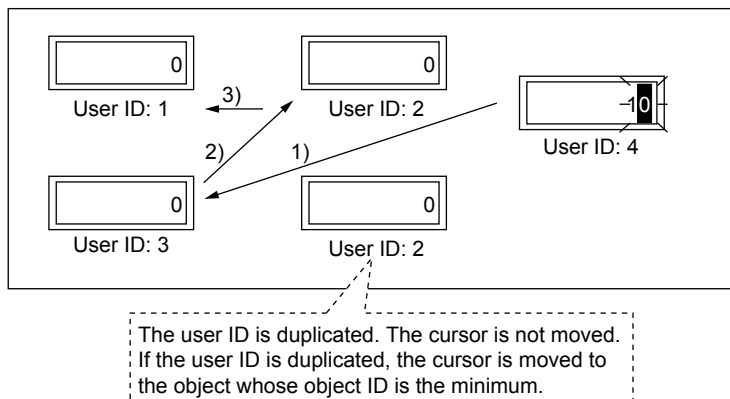 0
0
User ID: 1
3)
User ID: 2
10
User ID: 4
2)
1)
0
0
User ID: 3
User ID: 2
The user ID is duplicated. The cursor is not moved.
If the user ID is duplicated, the cursor is moved to
the object whose object ID is the minimum.